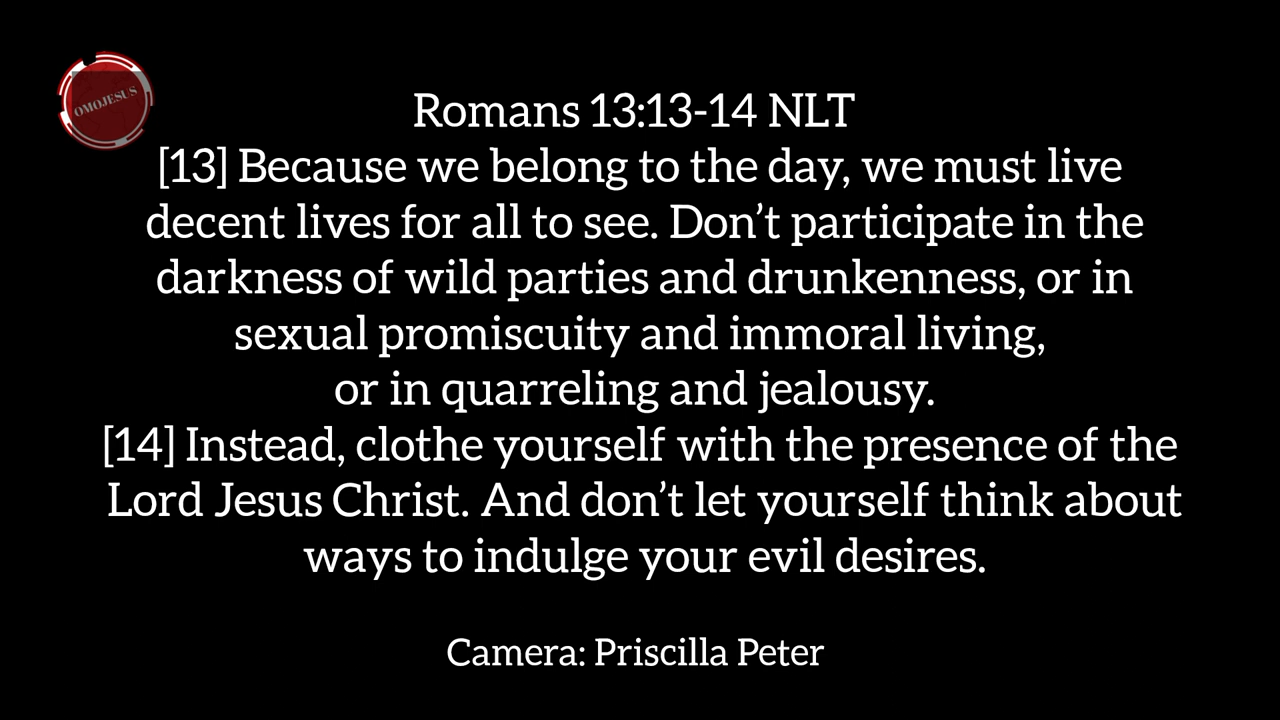 OMOJESUS
Romans 13:13-14 NLT
[13] Because we belong to the day, we must live
decent lives for all to see. Don’t participate in the
darkness of wild parties and drunkenness, or in
sexual promiscuity and immoral living,
or in quarreling and jealousy.
[14] Instead, clothe yourself with the presence of the
Lord Jesus Christ. And don’t let yourself think about
ways to indulge your evil desires.
Camera: Priscilla Peter